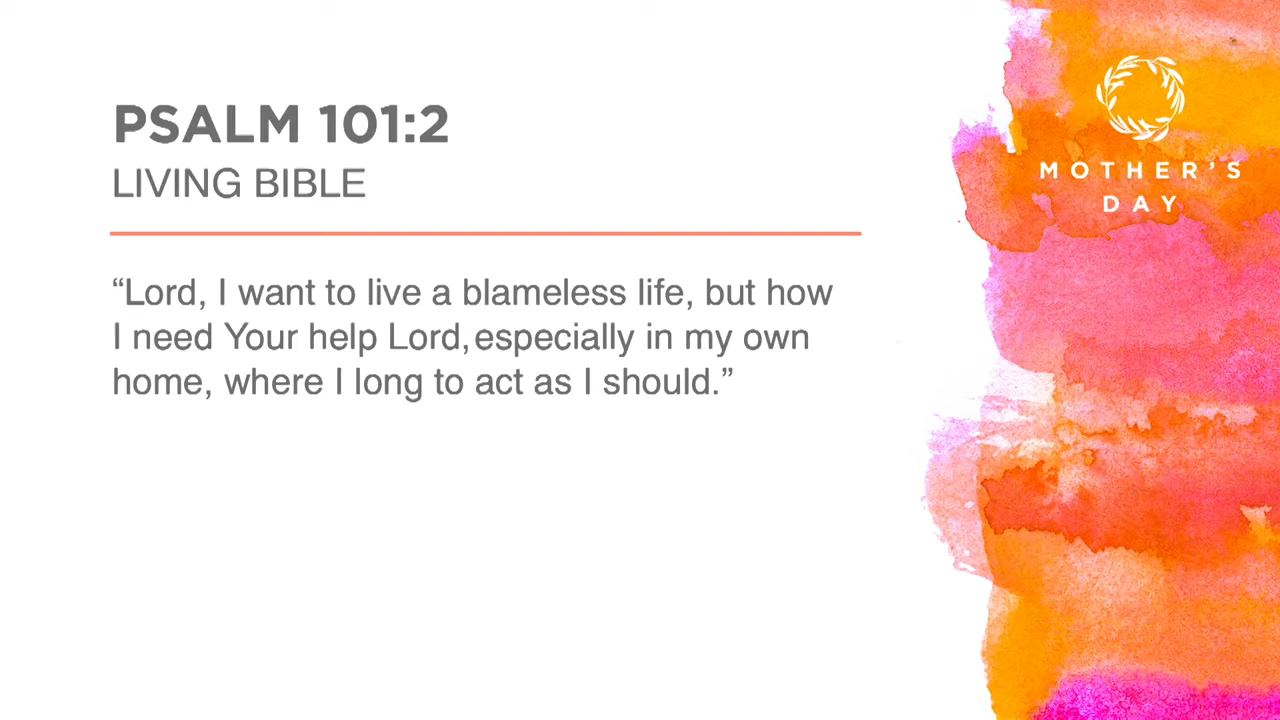 PSALM 101:2
LIVING BIBLE
“Lord, I want to live a blameless life, but how
I need Your help Lord, especially in my own
home, where I long to act as I should.”
MOTHER’S
DAY